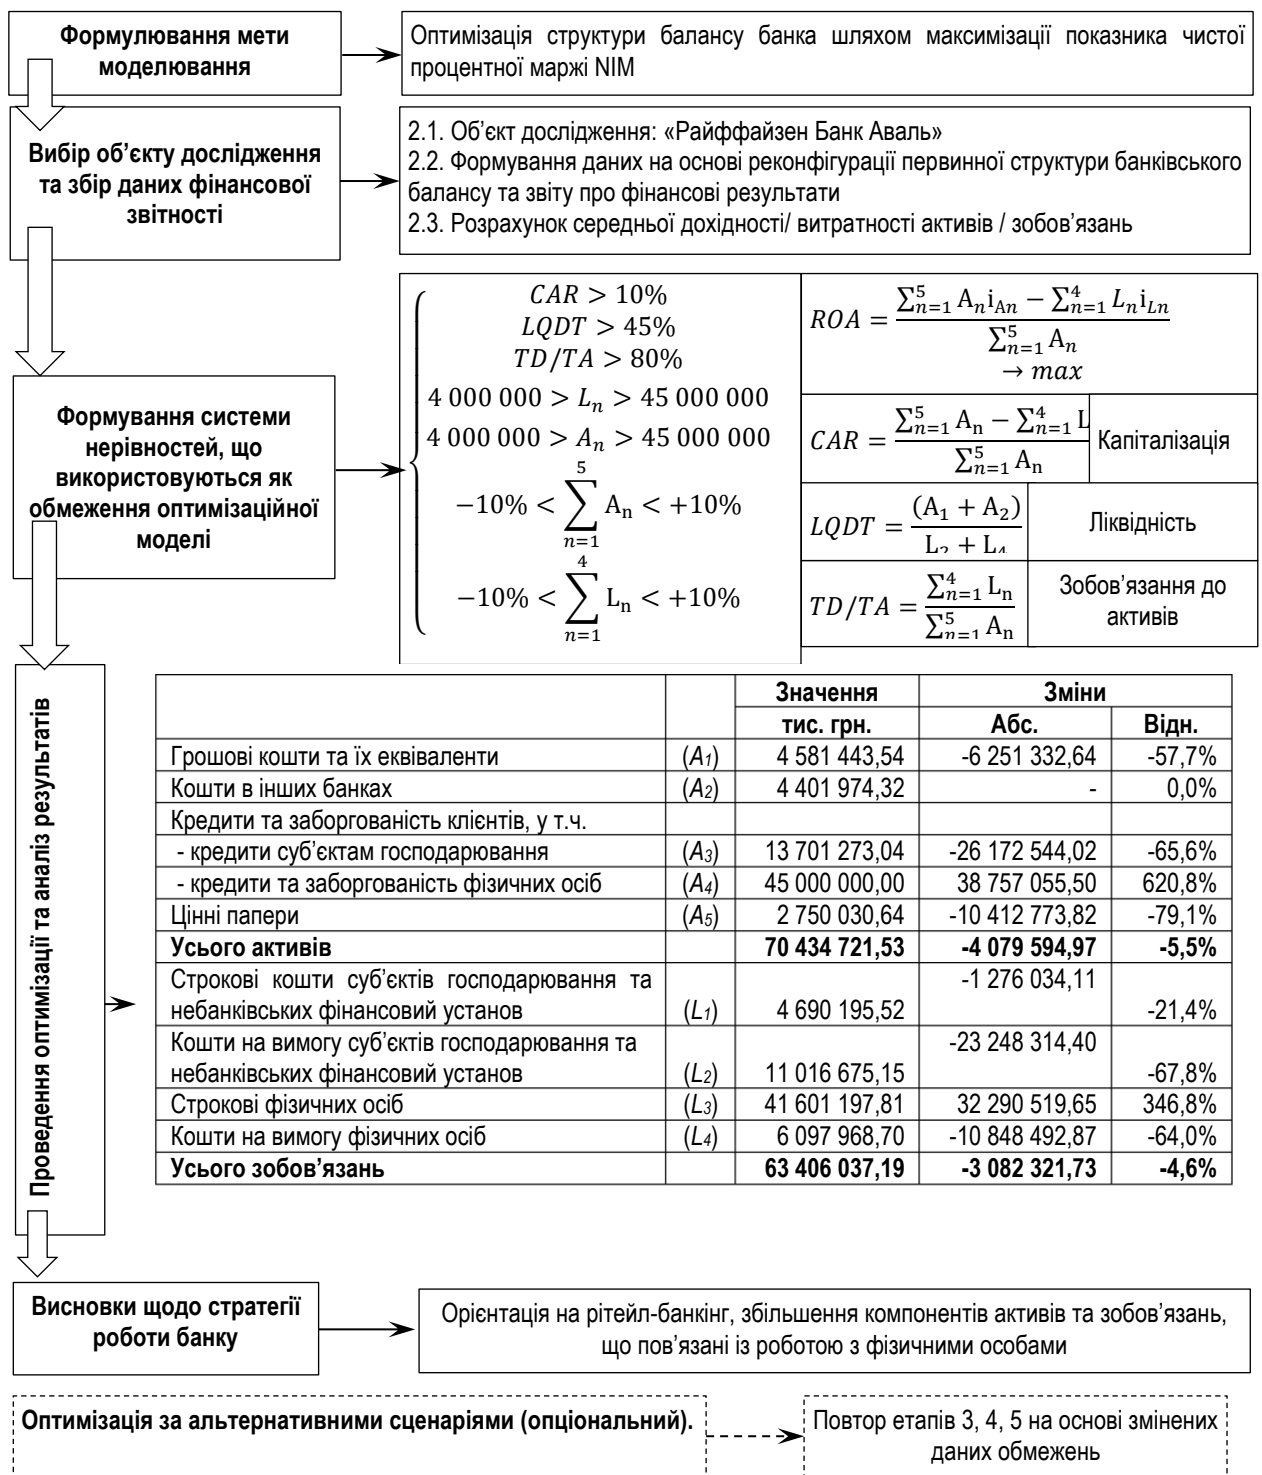 Формулювання мети
моделювання
Оптимізація структури балансу банка шляхом максимізації показника чистої
процентної маржі NIM
Вибір об’єкту дослідження
та збір даних фінансової
звітності
2.1. Об’єкт дослідження: «Райффайзен Банк Аваль»
2.2. Формування даних на основі реконфігурації первинної структури банківського
балансу та звіту про фінансові результати
2.3. Розрахунок середньої дохідності/ витратності активів / зобов’язань
Формування системи
нерівностей, що
використовуються як
обмеження оптимізаційної
моделі
CAR > 10%
LQDT > 45%
TD/TA > 80%
4 000 000 > Lₙ > 45 000 000
4 000 000 > Aₙ > 45 000 000
−10% < ∑ₙ₌₁⁵ Aₙ < +10%
−10% < ∑ₙ₌₁⁴ Lₙ < +10%
ROA = (∑ₙ₌₁⁵ Aₙi_An − ∑ₙ₌₁⁴ Lₙi_Ln) / ∑ₙ₌₁⁵ Aₙ
→ max
CAR = (∑ₙ₌₁⁵ Aₙ − ∑ₙ₌₁⁴ L) / ∑ₙ₌₁⁵ Aₙ Капіталізація
LQDT = (A₁ + A₂) / (L₂ + L₄) Ліквідність
TD/TA = ∑ₙ₌₁⁴ Lₙ / ∑ₙ₌₁⁵ Aₙ Зобов’язання до
активів
Проведення оптимізації та аналіз результатів
Значення Зміни
тис. грн. Абс. Відн.
Грошові кошти та їх еквіваленти (A₁) 4 581 443,54 -6 251 332,64 -57,7%
Кошти в інших банках (A₂) 4 401 974,32 - 0,0%
Кредити та заборгованість клієнтів, у т.ч.
- кредити суб’єктам господарювання (A₃) 13 701 273,04 -26 172 544,02 -65,6%
- кредити та заборгованість фізичних осіб (A₄) 45 000 000,00 38 757 055,50 620,8%
Цінні папери (A₅) 2 750 030,64 -10 412 773,82 -79,1%
Усього активів 70 434 721,53 -4 079 594,97 -5,5%
Строкові кошти суб’єктів господарювання та -1 276 034,11
небанківських фінансовий установ (L₁) 4 690 195,52 -21,4%
Кошти на вимогу суб’єктів господарювання та -23 248 314,40
небанківських фінансовий установ (L₂) 11 016 675,15 -67,8%
Строкові фізичних осіб (L₃) 41 601 197,81 32 290 519,65 346,8%
Кошти на вимогу фізичних осіб (L₄) 6 097 968,70 -10 848 492,87 -64,0%
Усього зобов’язань 63 406 037,19 -3 082 321,73 -4,6%
Висновки щодо стратегії
роботи банку
Орієнтація на рітейл-банкінг, збільшення компонентів активів та зобов’язань,
що пов’язані із роботою з фізичними особами
Оптимізація за альтернативними сценаріями (опціональний).
Повтор етапів 3, 4, 5 на основі змінених
даних обмежень